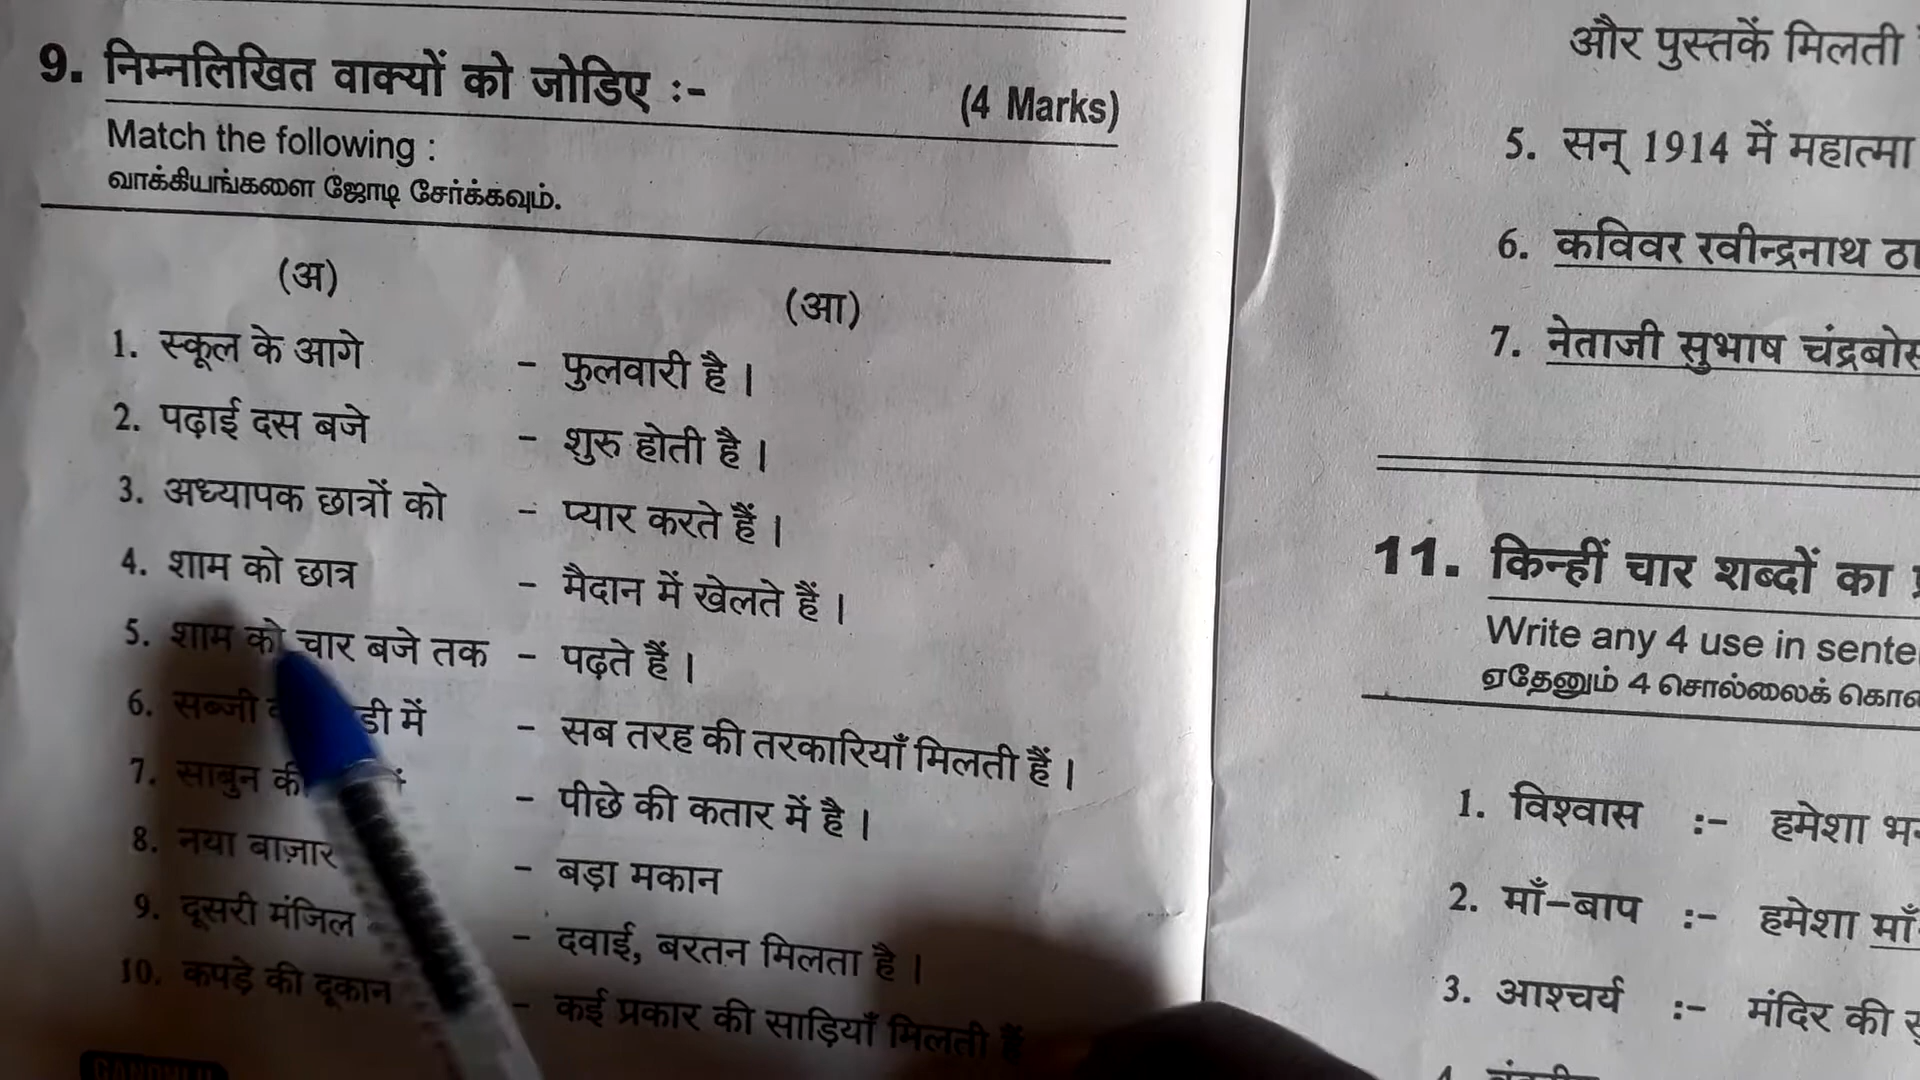 9. निम्नलिखित वाक्यों को जोडिए :- (4 Marks)
Match the following :
வாக்கியங்களை ஜோடி சேர்க்கவும்.
(अ) (आ)
1. स्कूल के आगे - फुलवारी है ।
2. पढ़ाई दस बजे - शुरु होती है ।
3. अध्यापक छात्रों को - प्यार करते हैं ।
4. शाम को छात्र - मैदान में खेलते हैं ।
5. शाम को चार बजे तक - पढ़ते हैं ।
6. सब्जी में - सब तरह की तरकारियाँ मिलती हैं ।
7. साबुन की - पीछे की कतार में है ।
8. नया बाज़ार - बड़ा मकान
9. दूसरी मंजिल - दवाई, बरतन मिलता है ।
10. कपड़े की दूकान - कई प्रकार की साड़ियाँ मिलती हैं
और पुस्तकें मिलती
5. सन् 1914 में महात्मा
6. कविवर रवीन्द्रनाथ
7. नेताजी सुभाष चंद्रबोस
11. किन्हीं चार शब्दों का
Write any 4 use in
ஏதேனும் 4 சொல்லைக்
1. विश्वास :- हमेशा
2. माँ-बाप :- हमेशा माँ
3. आश्चर्य :- मंदिर की
4.